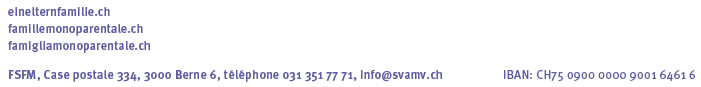 einelternfamilie.ch
famillemonoparentale.ch
famigliamonoparentale.ch
FSFM, Case postale 334, 3000 Berne 6, téléphone 031 351 77 71, info@svamv.ch IBAN: CH75 0900 0000 9001 6461 6